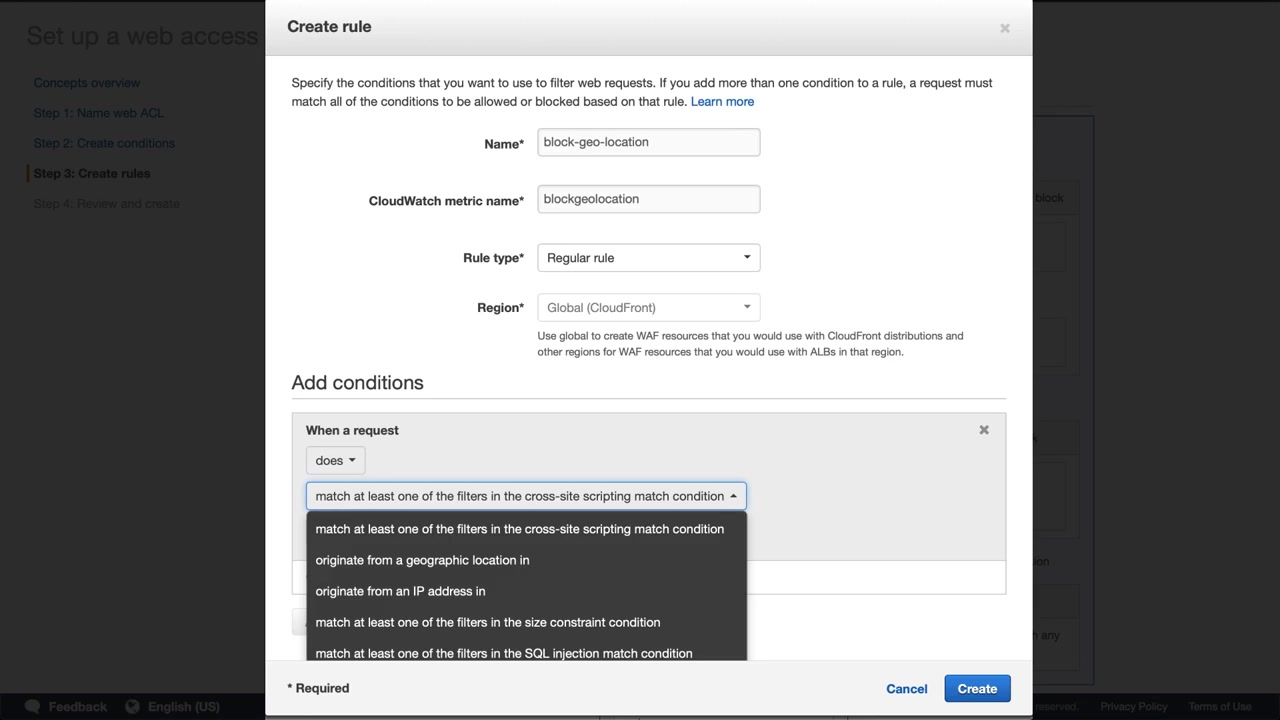 Set up a web access
Concepts overview
Step 1: Name web ACL
Step 2: Create conditions
Step 3: Create rules
Step 4: Review and create
Create rule
Specify the conditions that you want to use to filter web requests. If you add more than one condition to a rule, a request must
match all of the conditions to be allowed or blocked based on that rule. Learn more
Name* block-geo-location
CloudWatch metric name* blockgeolocation
Rule type* Regular rule
Region* Global (CloudFront)
Use global to create WAF resources that you would use with CloudFront distributions and
other regions for WAF resources that you would use with ALBs in that region.
Add conditions
When a request
does
match at least one of the filters in the cross-site scripting match condition
match at least one of the filters in the cross-site scripting match condition
originate from a geographic location in
originate from an IP address in
match at least one of the filters in the size constraint condition
match at least one of the filters in the SQL injection match condition
* Required
Cancel
Create
block
any
Feedback
English (US)
reserved.
Privacy Policy
Terms of Use